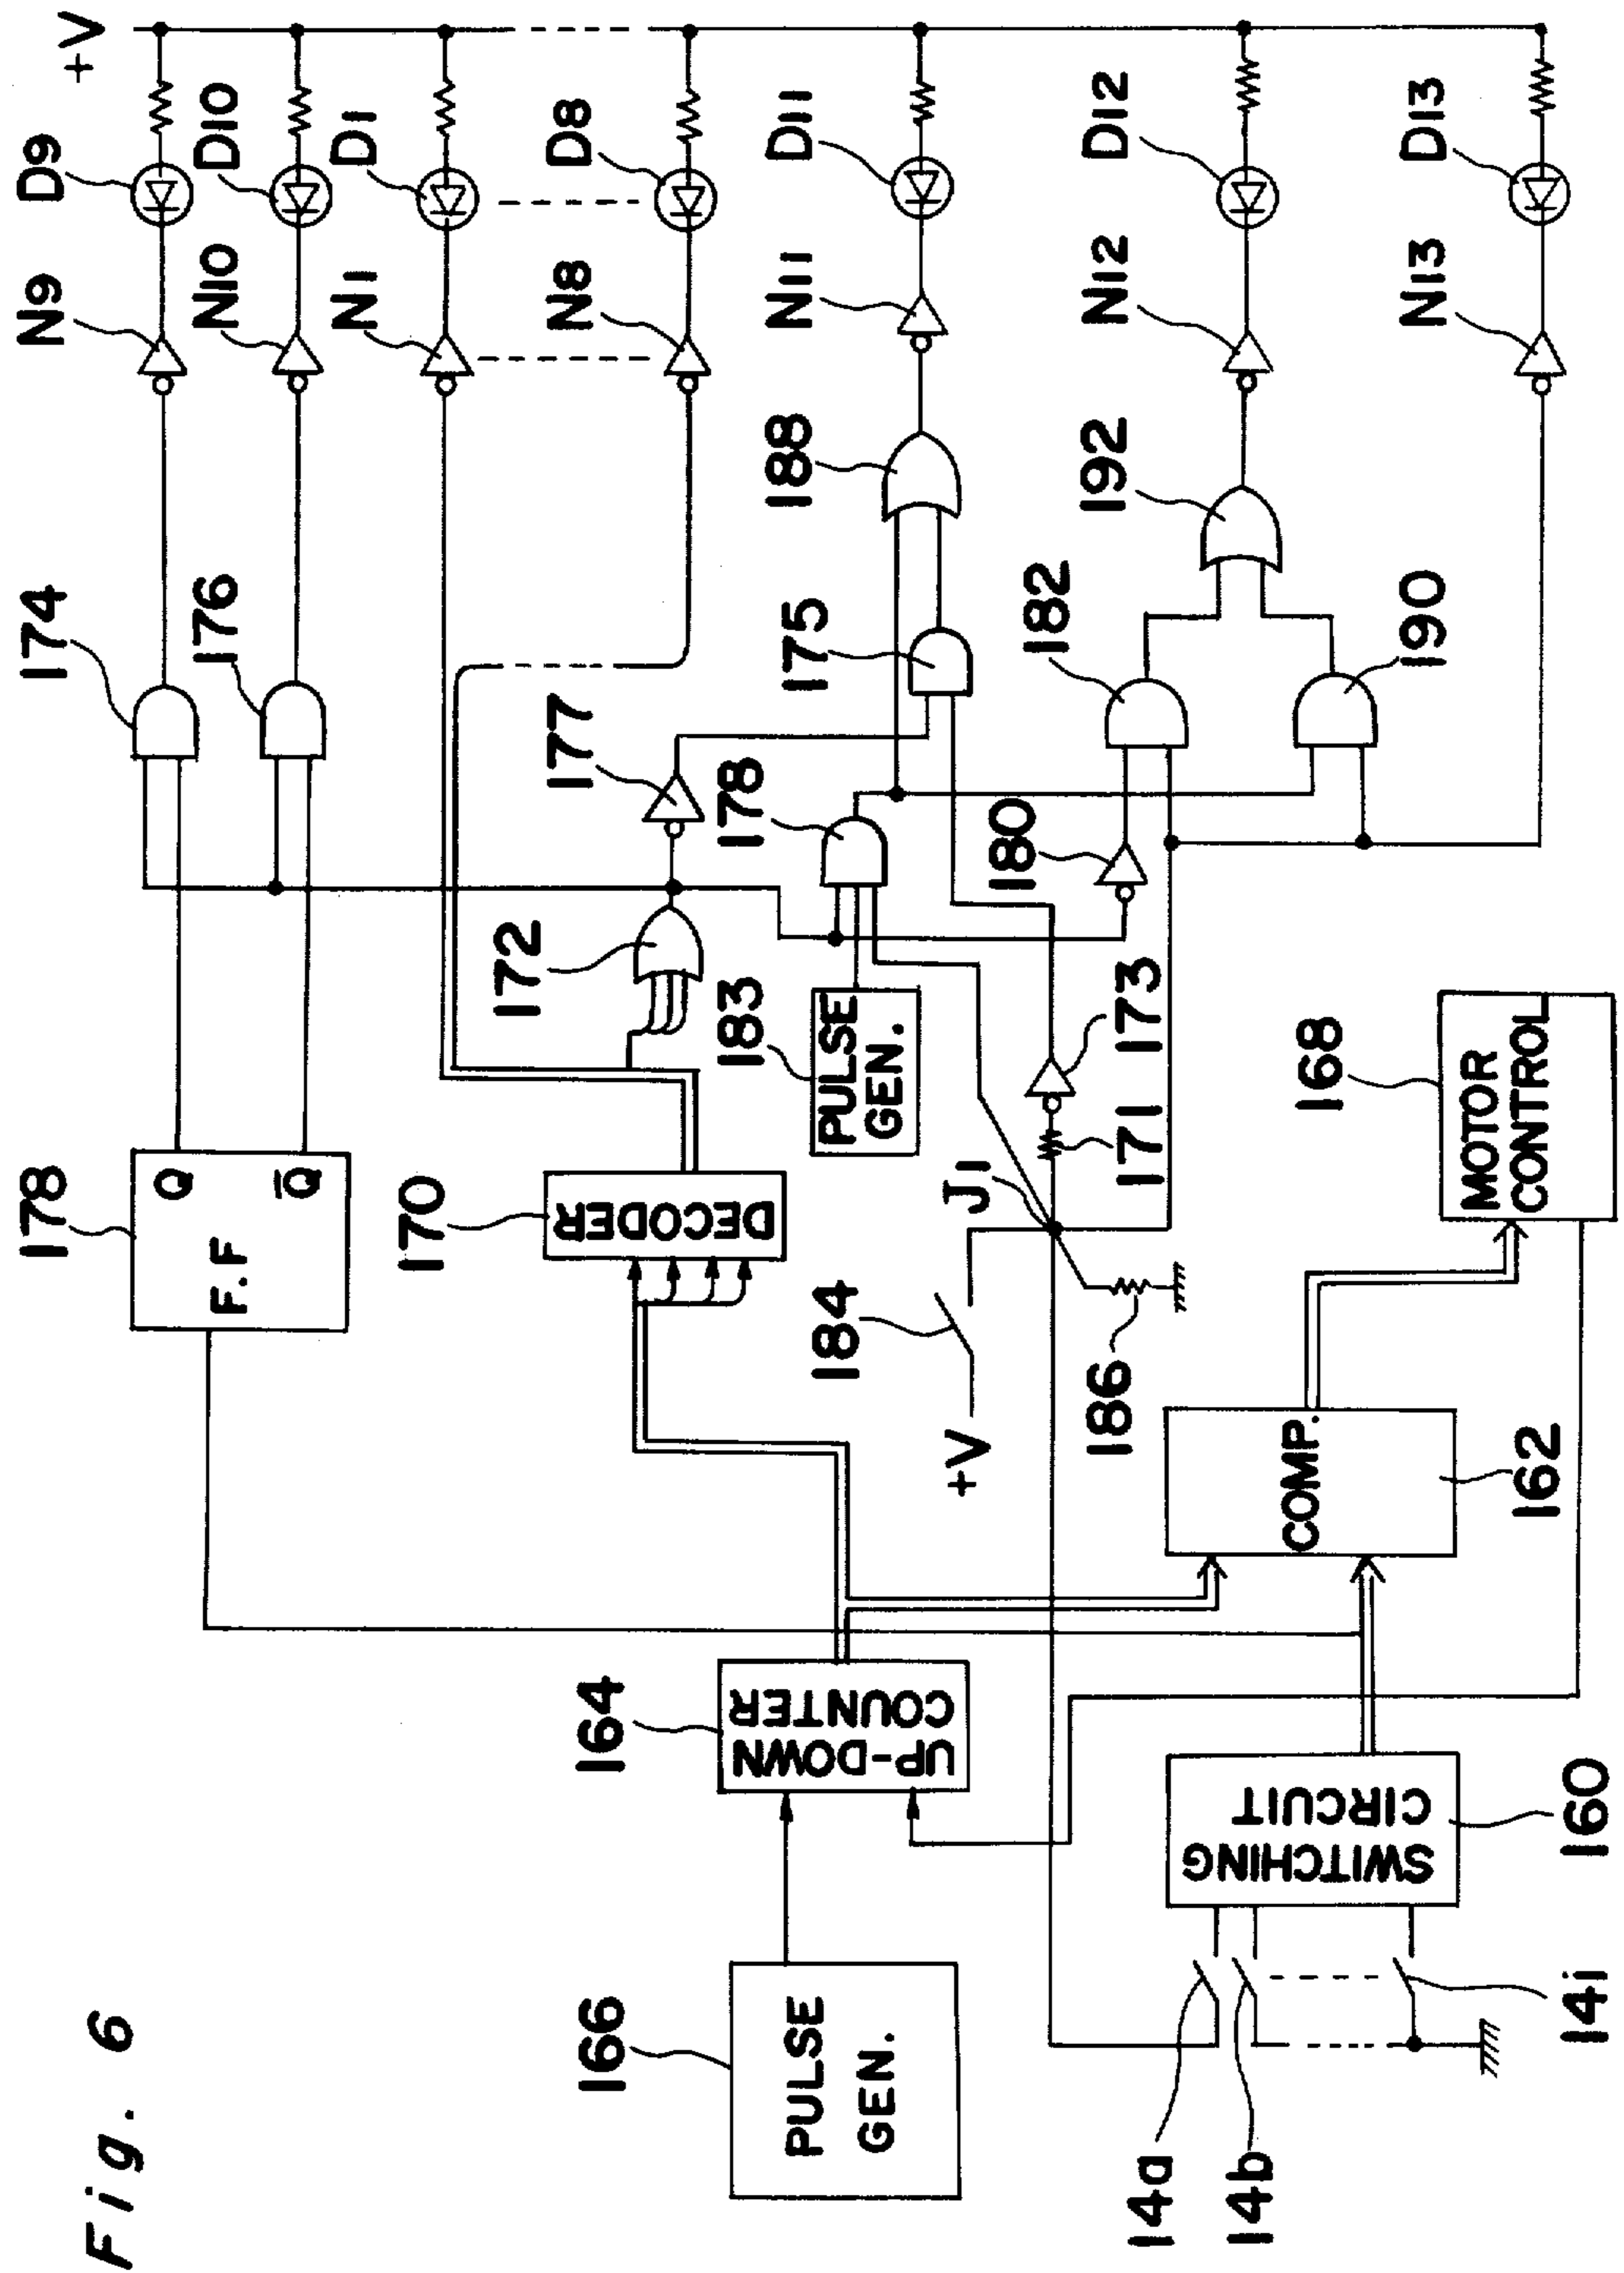 Fig. 6
+V
D9
D10
D1
D8
D11
D12
D13
N9
N10
N1
N8
N11
N12
N13
174
176
177
172
188
175
178
183
PULSE
GEN.
192
182
190
180
173
171
J1
178
Q
Q̅
F.F
170
DECODER
184
+V
186
168
MOTOR
CONTROL
COMP.
162
164
UP-DOWN
COUNTER
166
PULSE
GEN.
SWITCHING
CIRCUIT
160
14a
14b
14i